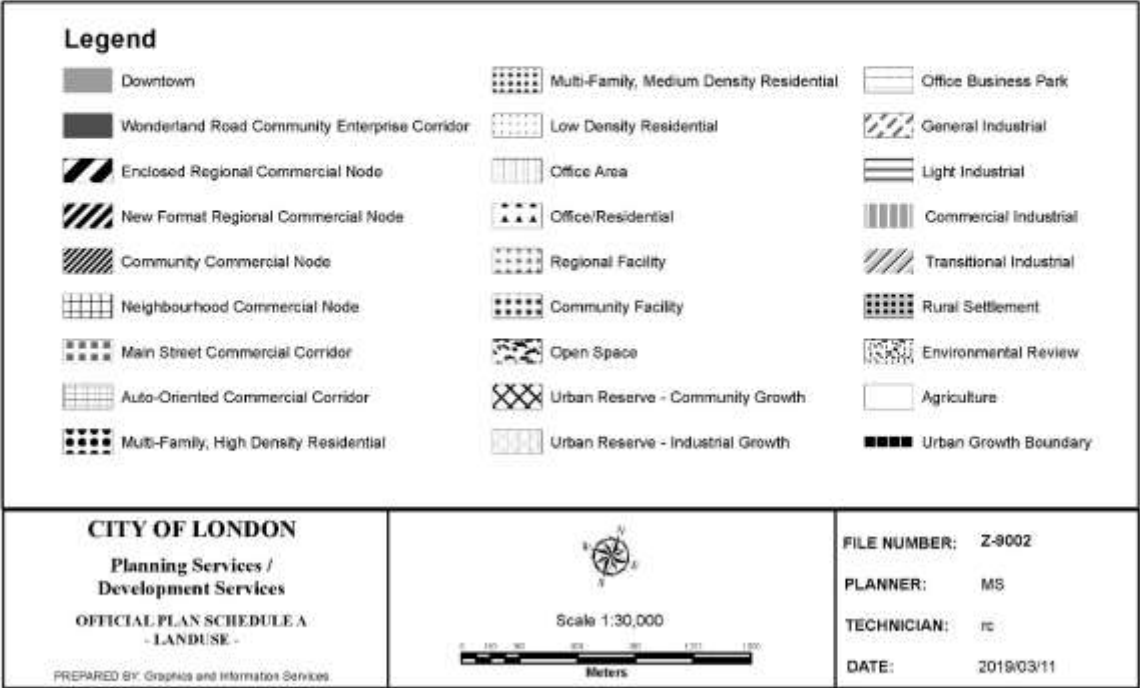 Legend
Downtown
Wonderland Road Community Enterprise Corridor
Enclosed Regional Commercial Node
New Format Regional Commercial Node
Community Commercial Node
Neighbourhood Commercial Node
Main Street Commercial Corridor
Auto-Oriented Commercial Corridor
Multi-Family, High Density Residential
Multi-Family, Medium Density Residential
Low Density Residential
Office Area
Office/Residential
Regional Facility
Community Facility
Open Space
Urban Reserve - Community Growth
Urban Reserve - Industrial Growth
Office Business Park
General Industrial
Light Industrial
Commercial Industrial
Transitional Industrial
Rural Settlement
Environmental Review
Agriculture
Urban Growth Boundary
CITY OF LONDON
Planning Services /
Development Services
OFFICIAL PLAN SCHEDULE A
- LANDUSE -
PREPARED BY: Graphics and Information Services
N
Scale 1:30,000
Meters
FILE NUMBER: Z-9002
PLANNER: MS
TECHNICIAN: rc
DATE: 2019/03/11